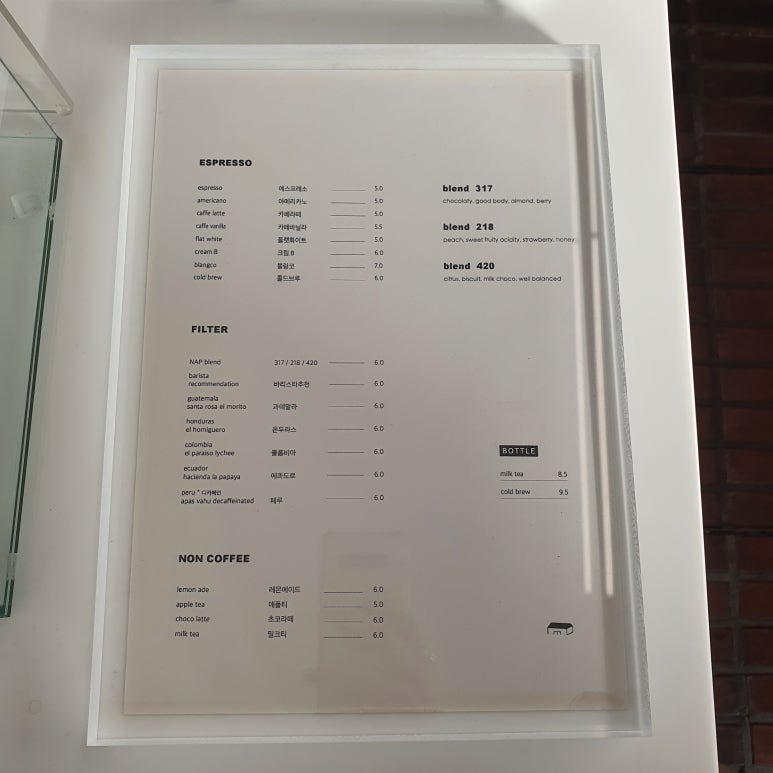 ESPRESSO
espresso 에스프레소 5.0
americano 아메리카노 5.0
caffe latte 카페라떼 5.0
caffe vanilla 카페바닐라 5.5
flat white 플랫화이트 5.0
cream.B 크림.B 6.0
blangco 블랑코 7.0
cold brew 콜드브루 6.0
blend 317
chocolaty, good body, almond, berry
blend 218
peach, sweet fruity acidity, strawberry, honey
blend 420
citrus, biscuit, milk choco, well balanced
FILTER
NAP blend 317 / 218 / 420 6.0
barista
recommendation 바리스타추천 6.0
guatemala
santa rosa el morito 과테말라 6.0
honduras
el homiguero 온두라스 6.0
colombia
el paraiso lychee 콜롬비아 6.0
ecuador
hacienda la papaya 에콰도르 6.0
peru * 디카페인
apas vahu decaffeinated 페루 6.0
BOTTLE
milk tea 8.5
cold brew 9.5
NON COFFEE
lemon ade 레몬에이드 6.0
apple tea 애플티 5.0
choco latte 초코라떼 6.0
milk tea 밀크티 6.0